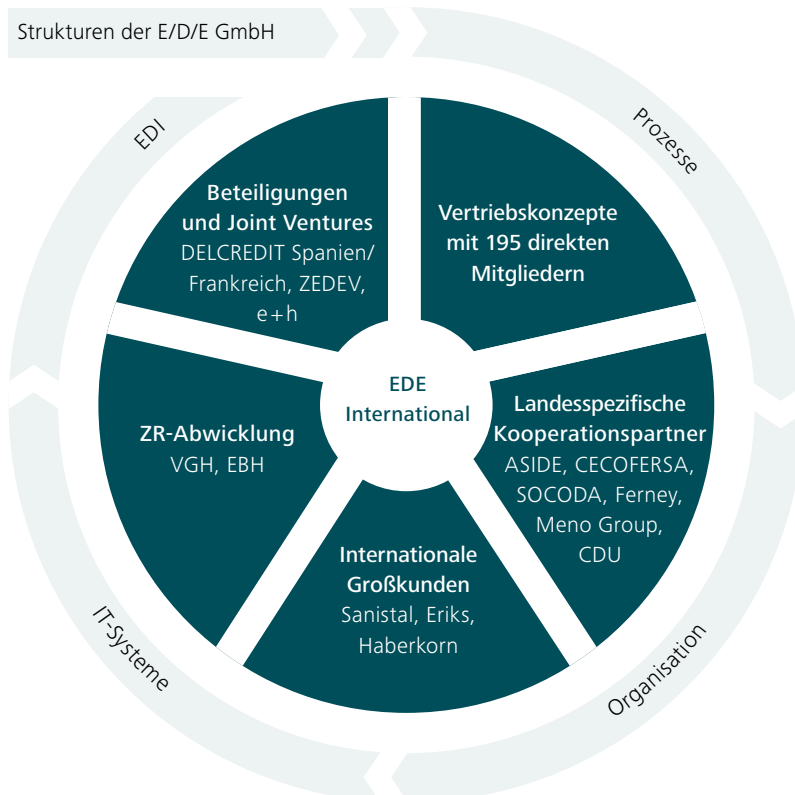 Strukturen der E/D/E GmbH
EDI
Prozesse
Beteiligungen
und Joint Ventures
DELCREDIT Spanien/
Frankreich, ZEDEV,
e+h
Vertriebskonzepte
mit 195 direkten
Mitgliedern
EDE
International
ZR-Abwicklung
VGH, EBH
Landesspezifische
Kooperationspartner
ASIDE, CECOFERSA,
SOCODA, Ferney,
Meno Group,
CDU
Internationale
Großkunden
Sanistal, Eriks,
Haberkorn
IT-Systeme
Organisation